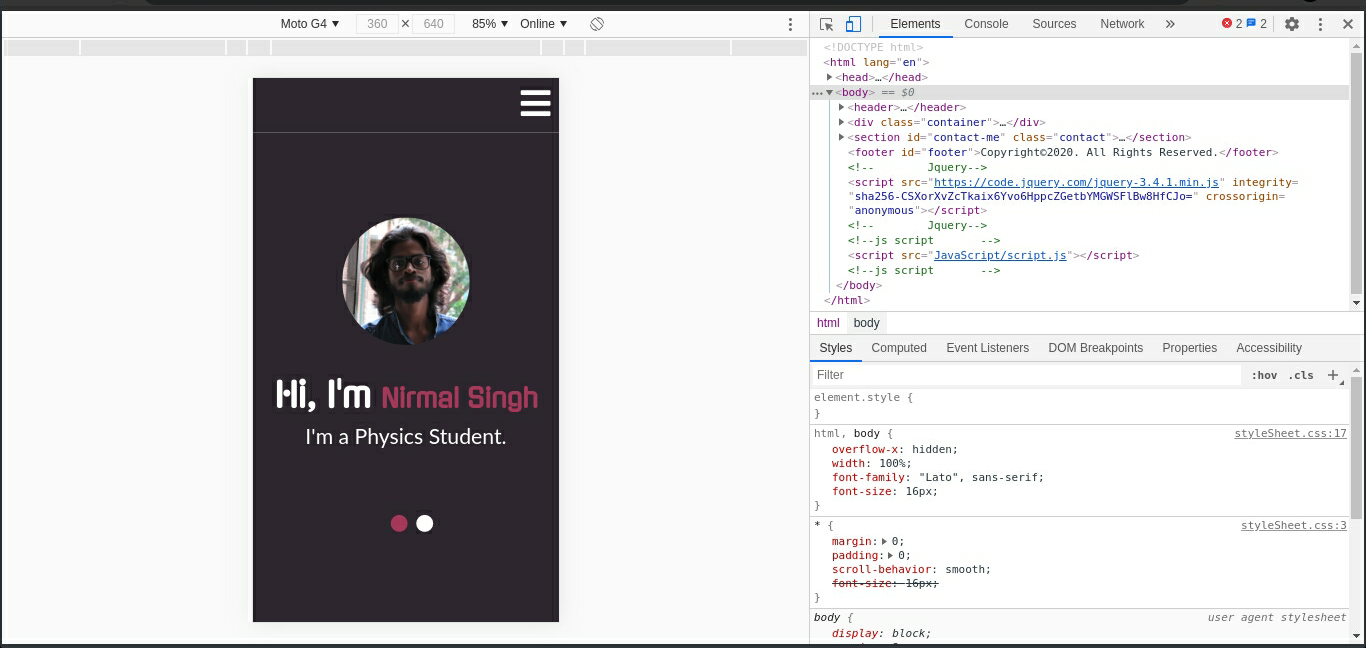 Moto G4 ▼ 360 × 640 85% ▼ Online ▼
Elements Console Sources Network » 2 2
<!DOCTYPE html>
<html lang="en">
<head>…</head>
<body> == $0
<header>…</header>
<div class="container">…</div>
<section id="contact-me" class="contact">…</section>
<footer id="footer">Copyright©2020. All Rights Reserved.</footer>
<!--        Jquery-->
<script src="https://code.jquery.com/jquery-3.4.1.min.js" integrity=
"sha256-CSXorXvZcTkaix6Yvo6HppcZGetbYMGWSFlBw8HfCJo=" crossorigin=
"anonymous"></script>
<!--        Jquery-->
<!--js script       -->
<script src="JavaScript/script.js"></script>
<!--js script       -->
</body>
</html>
html body
Styles Computed Event Listeners DOM Breakpoints Properties Accessibility
Filter :hov .cls +
element.style {
}
html, body { styleSheet.css:17
overflow-x: hidden;
width: 100%;
font-family: "Lato", sans-serif;
font-size: 16px;
}
* { styleSheet.css:3
margin: 0;
padding: 0;
scroll-behavior: smooth;
font-size: 16px;
}
body { user agent stylesheet
display: block;
Hi, I'm Nirmal Singh
I'm a Physics Student.